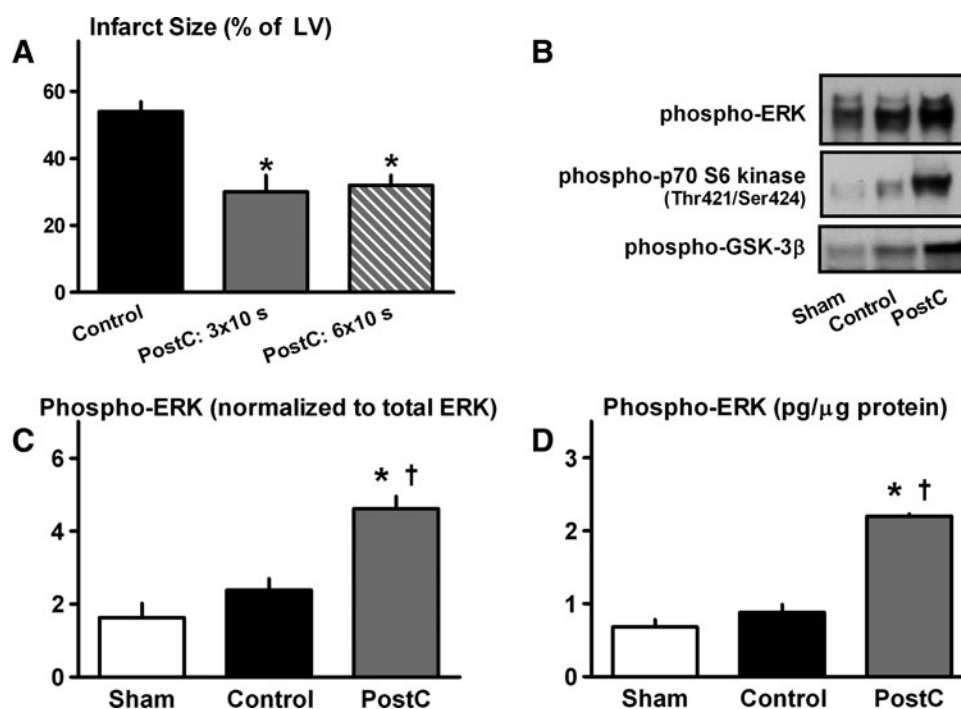 A
Infarct Size (% of LV)
60
40
20
0
*
*
Control
PostC: 3x10 s
PostC: 6x10 s
B
phospho-ERK
phospho-p70 S6 kinase
(Thr421/Ser424)
phospho-GSK-3β
Sham
Control
PostC
C
Phospho-ERK (normalized to total ERK)
6
4
2
0
* †
Sham
Control
PostC
D
Phospho-ERK (pg/μg protein)
3
2
1
0
* †
Sham
Control
PostC